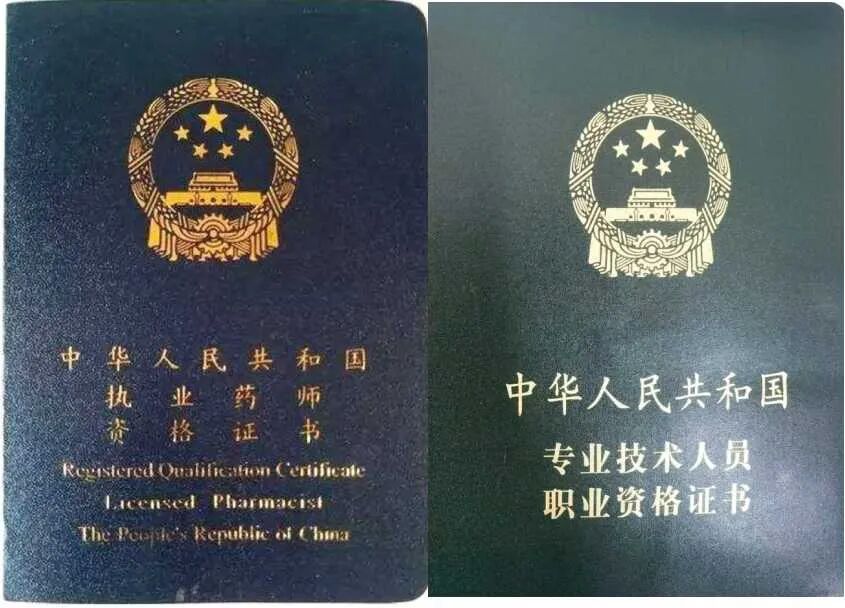 中华人民共和国
执业药师
资格证书
Registered Qualification Certificate
Licensed Pharmacist
The People's Republic of China
中华人民共和国
专业技术人员
职业资格证书